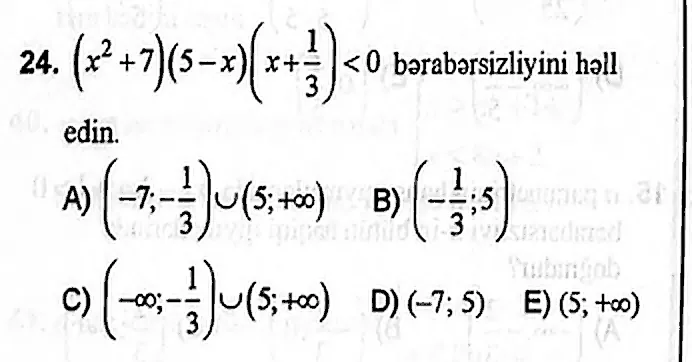 24. (x² + 7)(5 – x)(x + 1/3) < 0 bərabərsizliyini həll
edin.
A) (–7; –1/3) ∪ (5; +∞) B) (–1/3; 5)
C) (–∞; –1/3) ∪ (5; +∞) D) (–7; 5) E) (5; +∞)